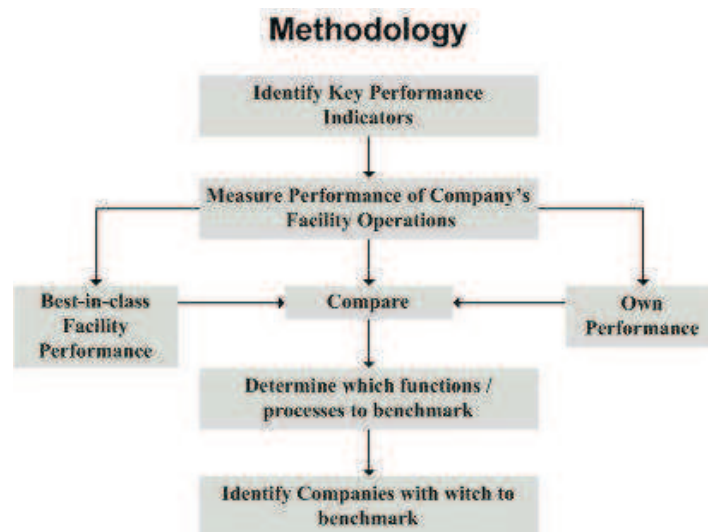 Methodology
Identify Key Performance
Indicators
Measure Performance of Company's
Facility Operations
Best-in-class
Facility
Performance
Compare
Own
Performance
Determine which functions /
processes to benchmark
Identify Companies with witch to
benchmark